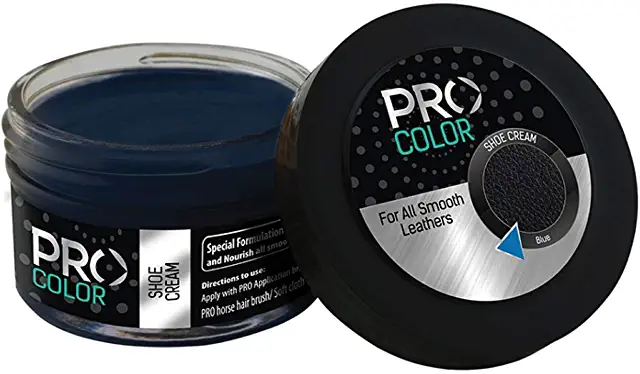 PRO
COLOR
SHOE
CREAM
Special Formulation
and Nourish all smoo
Directions to use:
Apply with PRO Application
PRO horse hair brush/ Soft cloth
PRO
COLOR
SHOE CREAM
For All Smooth
Leathers
Blue